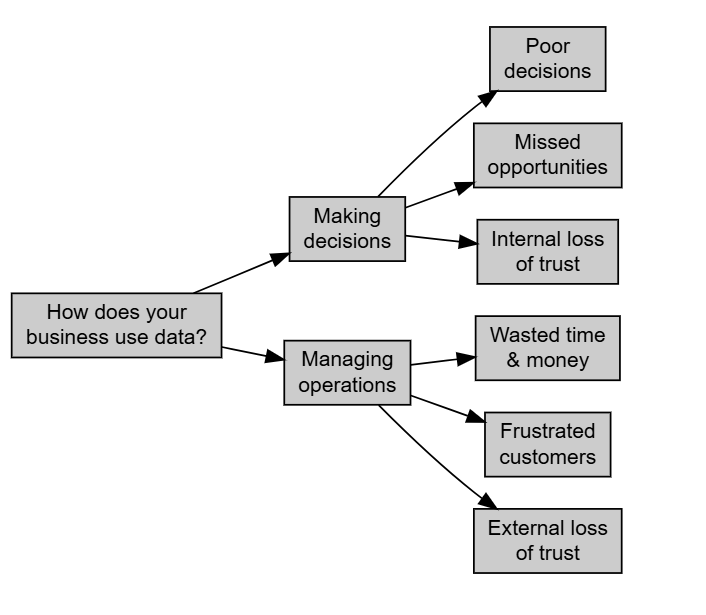 Poor
decisions
Missed
opportunities
Making
decisions
Internal loss
of trust
How does your
business use data?
Wasted time
& money
Managing
operations
Frustrated
customers
External loss
of trust